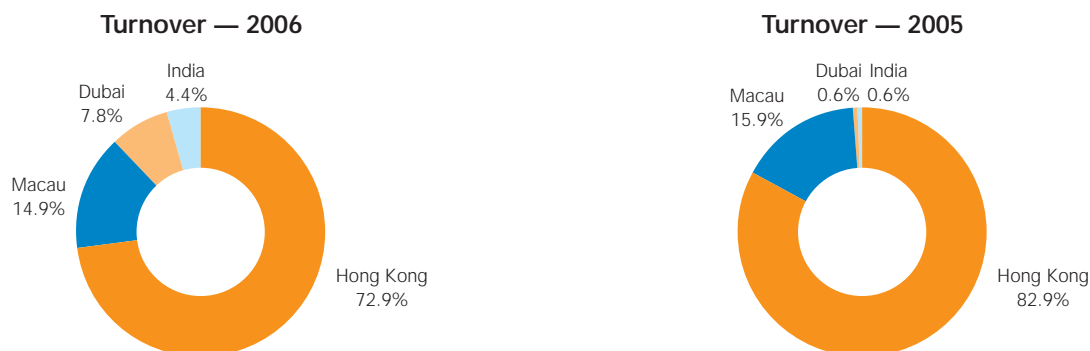 Turnover — 2006
India
4.4%
Dubai
7.8%
Macau
14.9%
Hong Kong
72.9%
Turnover — 2005
Dubai India
0.6% 0.6%
Macau
15.9%
Hong Kong
82.9%